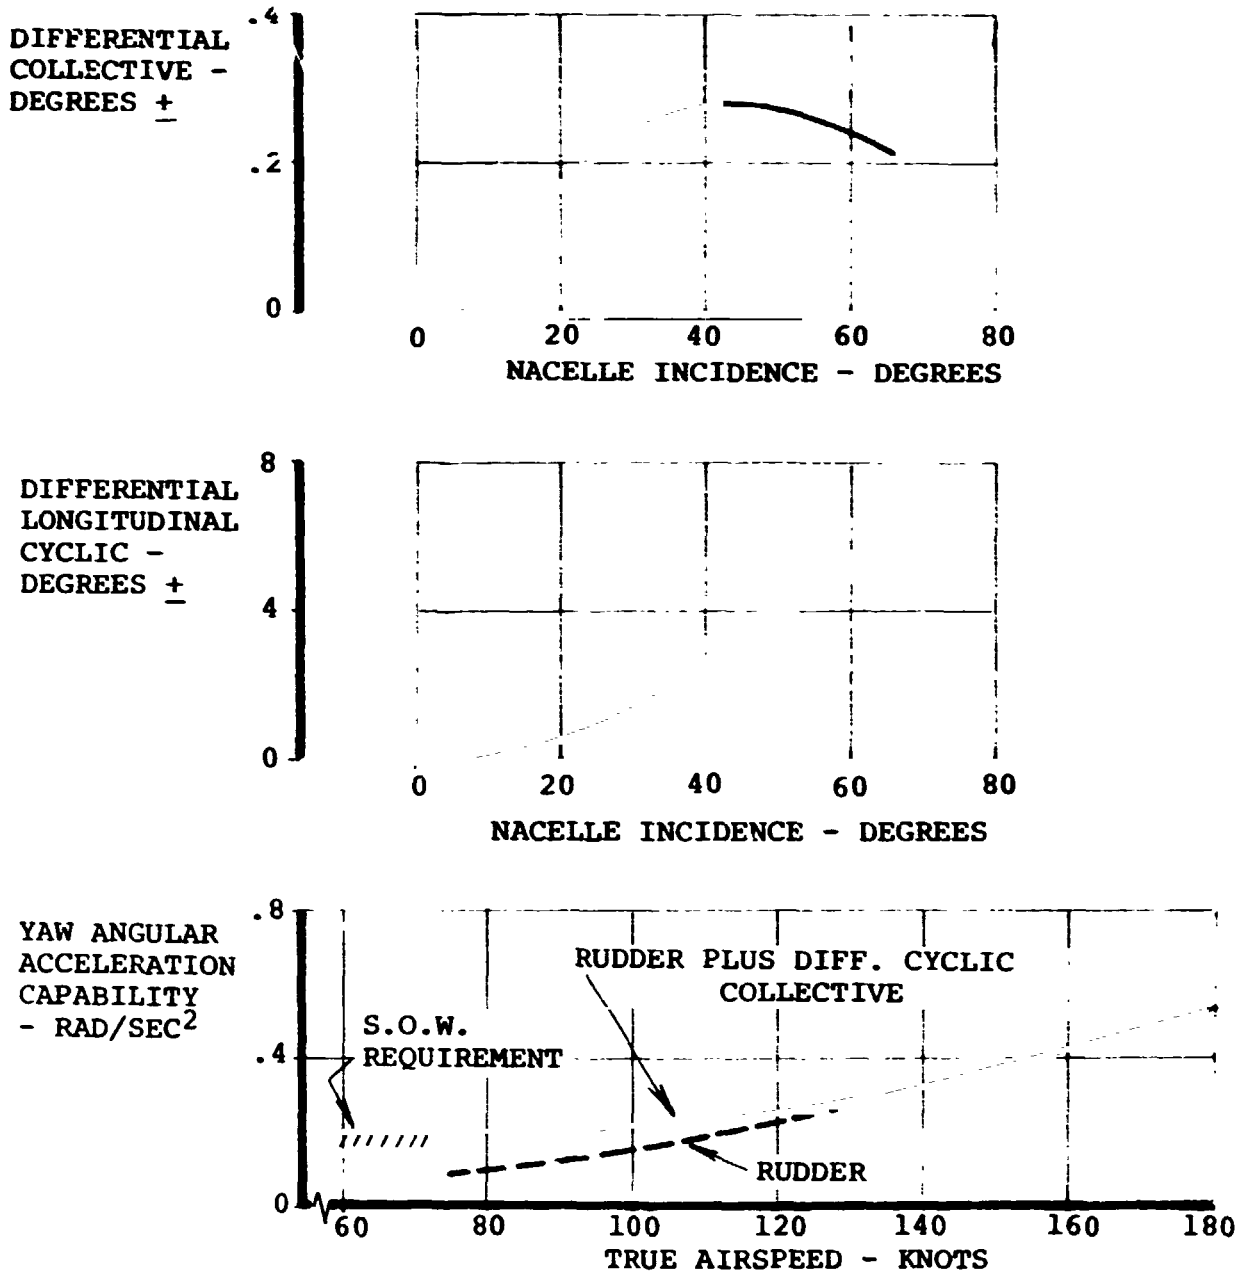 DIFFERENTIAL
COLLECTIVE -
DEGREES ±
.4
.2
0
0 20 40 60 80
NACELLE INCIDENCE - DEGREES
DIFFERENTIAL
LONGITUDINAL
CYCLIC -
DEGREES ±
8
4
0
0 20 40 60 80
NACELLE INCIDENCE - DEGREES
YAW ANGULAR
ACCELERATION
CAPABILITY
- RAD/SEC²
.8
.4
0
RUDDER PLUS DIFF. CYCLIC
COLLECTIVE
S.O.W.
REQUIREMENT
RUDDER
60 80 100 120 140 160 180
TRUE AIRSPEED - KNOTS